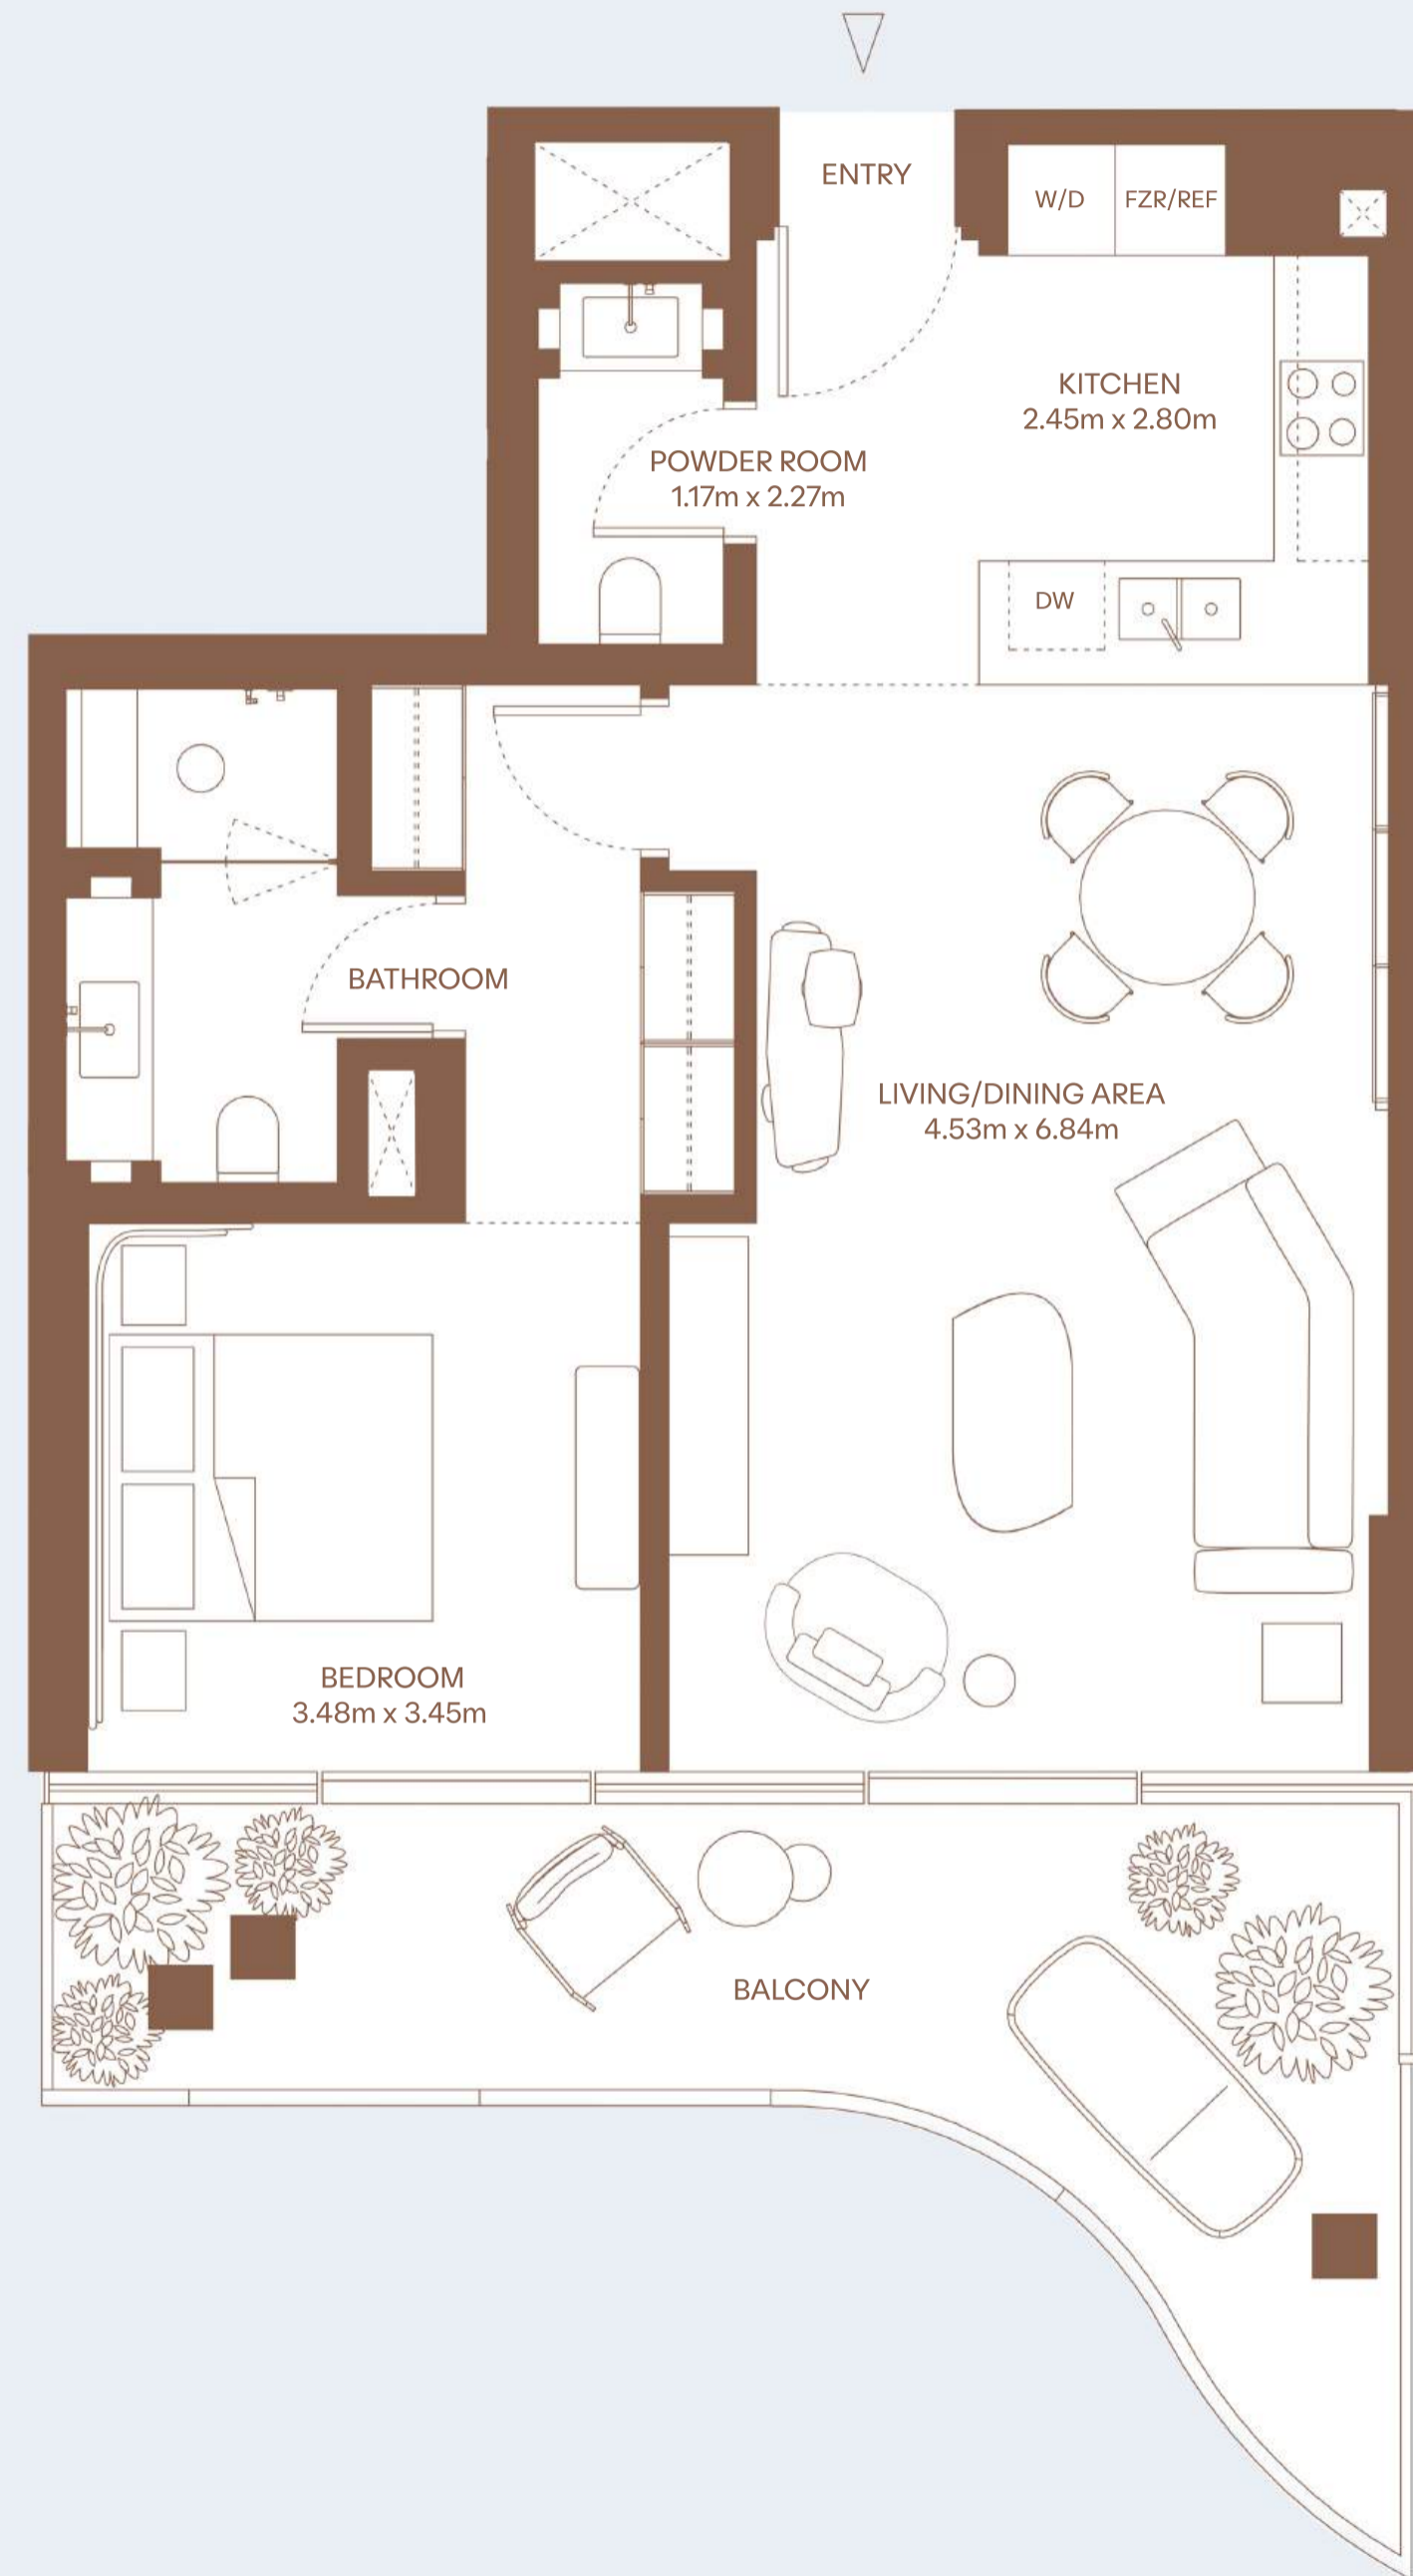 ENTRY
W/D
FZR/REF
KITCHEN
2.45m x 2.80m
POWDER ROOM
1.17m x 2.27m
DW
BATHROOM
LIVING/DINING AREA
4.53m x 6.84m
BEDROOM
3.48m x 3.45m
BALCONY